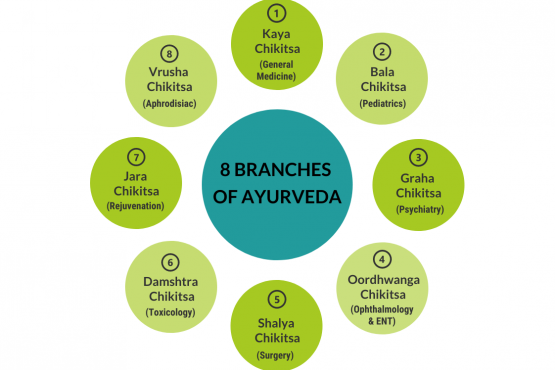 8 BRANCHES
OF AYURVEDA
1
Kaya
Chikitsa
(General
Medicine)
2
Bala
Chikitsa
(Pediatrics)
3
Graha
Chikitsa
(Psychiatry)
4
Oordhwanga
Chikitsa
(Ophthalmology
& ENT)
5
Shalya
Chikitsa
(Surgery)
6
Damshtra
Chikitsa
(Toxicology)
7
Jara
Chikitsa
(Rejuvenation)
8
Vrusha
Chikitsa
(Aphrodisiac)